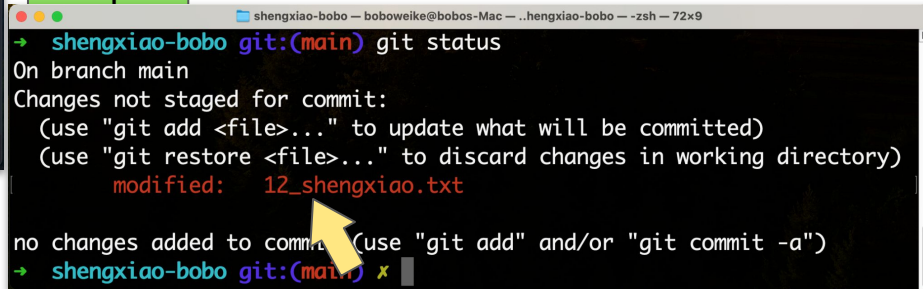 shengxiao-bobo — boboweike@bobos-Mac — ..hengxiao-bobo — -zsh — 72×9
→ shengxiao-bobo git:(main) git status
On branch main
Changes not staged for commit:
(use "git add <file>..." to update what will be committed)
(use "git restore <file>..." to discard changes in working directory)
modified: 12_shengxiao.txt
no changes added to commit (use "git add" and/or "git commit -a")
→ shengxiao-bobo git:(main) ✗